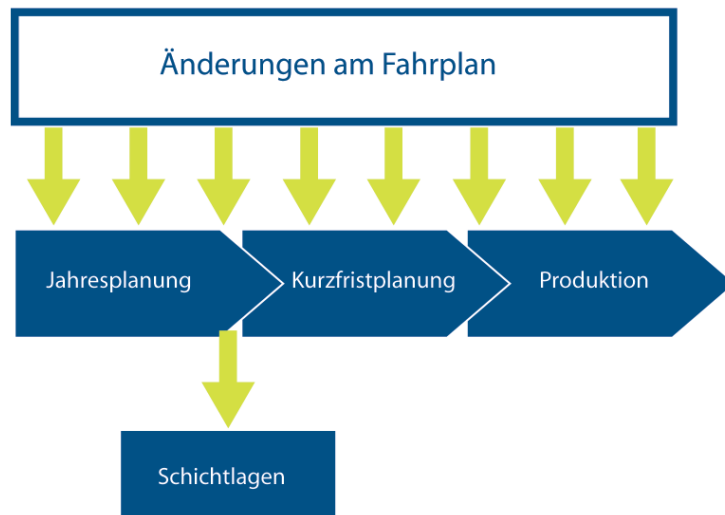 Änderungen am Fahrplan
Jahresplanung
Kurzfristplanung
Produktion
Schichtlagen